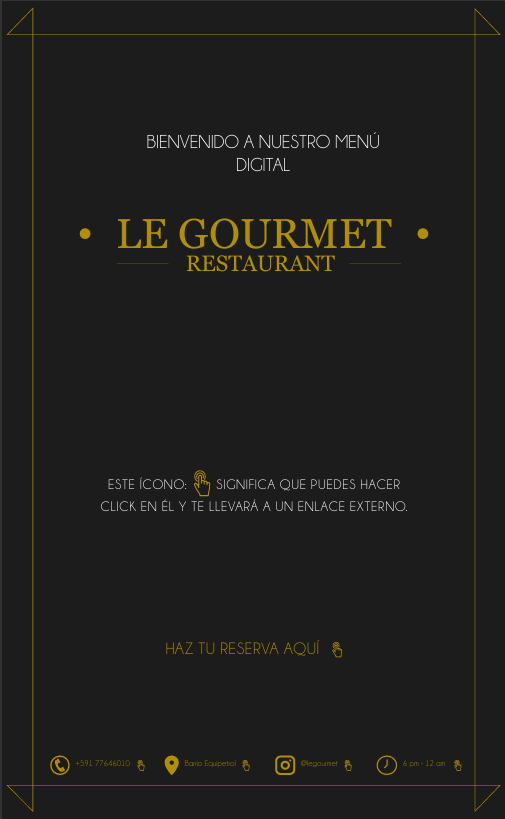 BIENVENIDO A NUESTRO MENÚ
DIGITAL
LE GOURMET
RESTAURANT
ESTE ÍCONO: SIGNIFICA QUE PUEDES HACER
CLICK EN ÉL Y TE LLEVARÁ A UN ENLACE EXTERNO.
HAZ TU RESERVA AQUÍ
+591 77646010 Barrio Equipetrol @legourmet 6 pm - 12 am